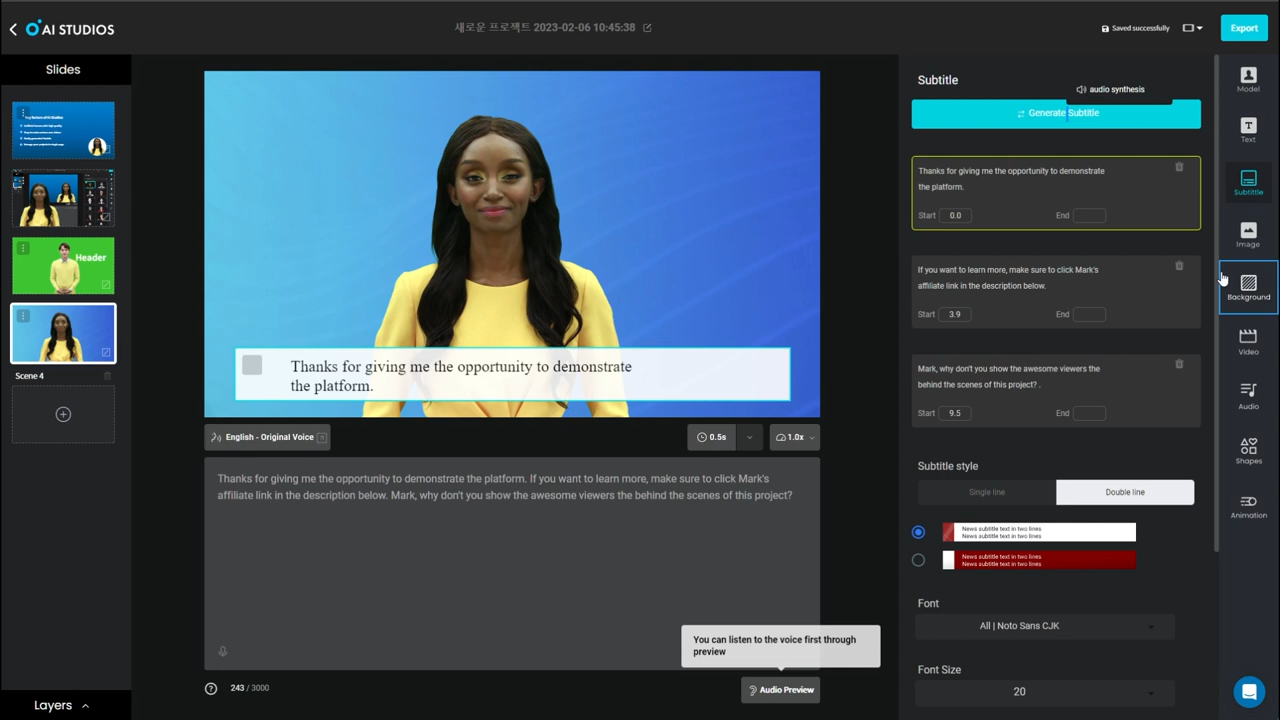 AI STUDIOS
새로운 프로젝트 2023-02-06 10:45:38
Saved successfully
Export
Slides
Header
Scene 4
Layers
Thanks for giving me the opportunity to demonstrate
the platform.
English - Original Voice
0.5s
1.0x
Thanks for giving me the opportunity to demonstrate the platform. If you want to learn more, make sure to click Mark's
affiliate link in the description below. Mark, why don't you show the awesome viewers the behind the scenes of this project?
You can listen to the voice first through
preview
243 / 3000
Audio Preview
Subtitle
audio synthesis
Generate Subtitle
Thanks for giving me the opportunity to demonstrate
the platform.
Start 0.0 End
If you want to learn more, make sure to click Mark's
affiliate link in the description below.
Start 3.9 End
Mark, why don't you show the awesome viewers the
behind the scenes of this project? .
Start 9.5 End
Subtitle style
Single line
Double line
News subtitle text in two lines
News subtitle text in two lines
News subtitle text in two lines
News subtitle text in two lines
Font
All | Noto Sans CJK
Font Size
20
Model
Text
Subtitle
Image
Background
Video
Audio
Shapes
Animation